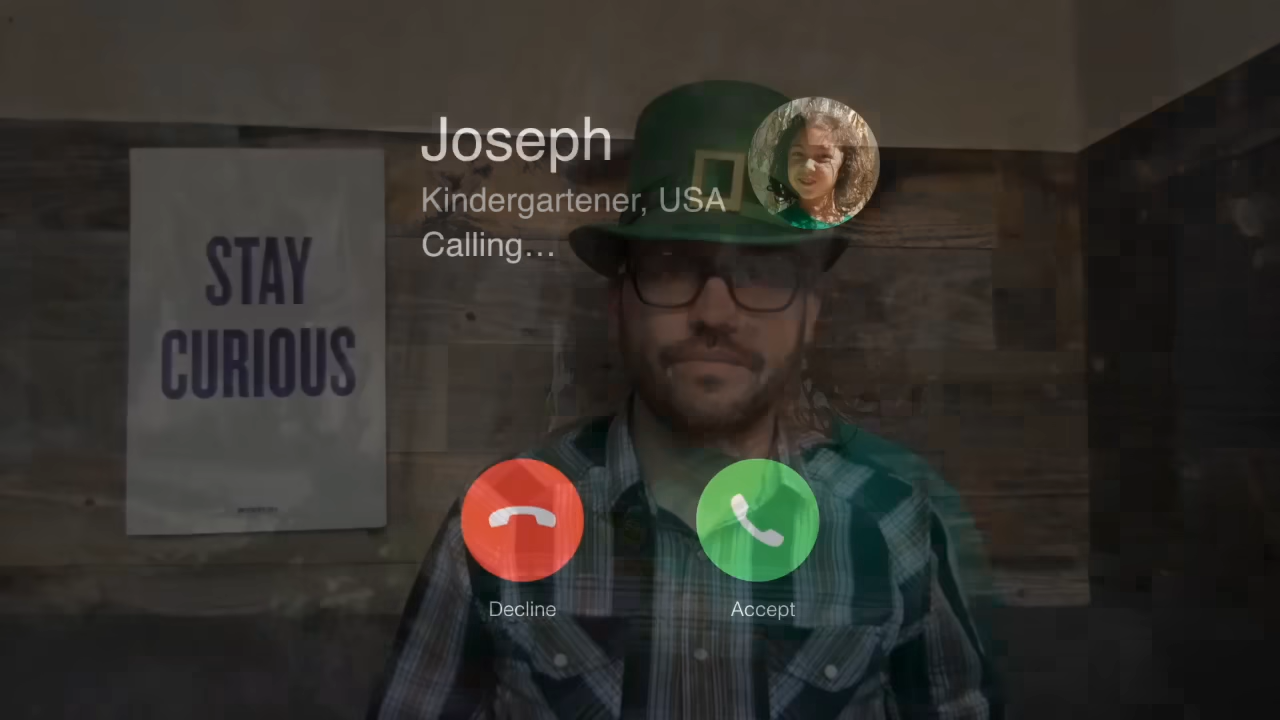 Joseph
Kindergartener, USA
Calling...
STAY
CURIOUS
Decline
Accept